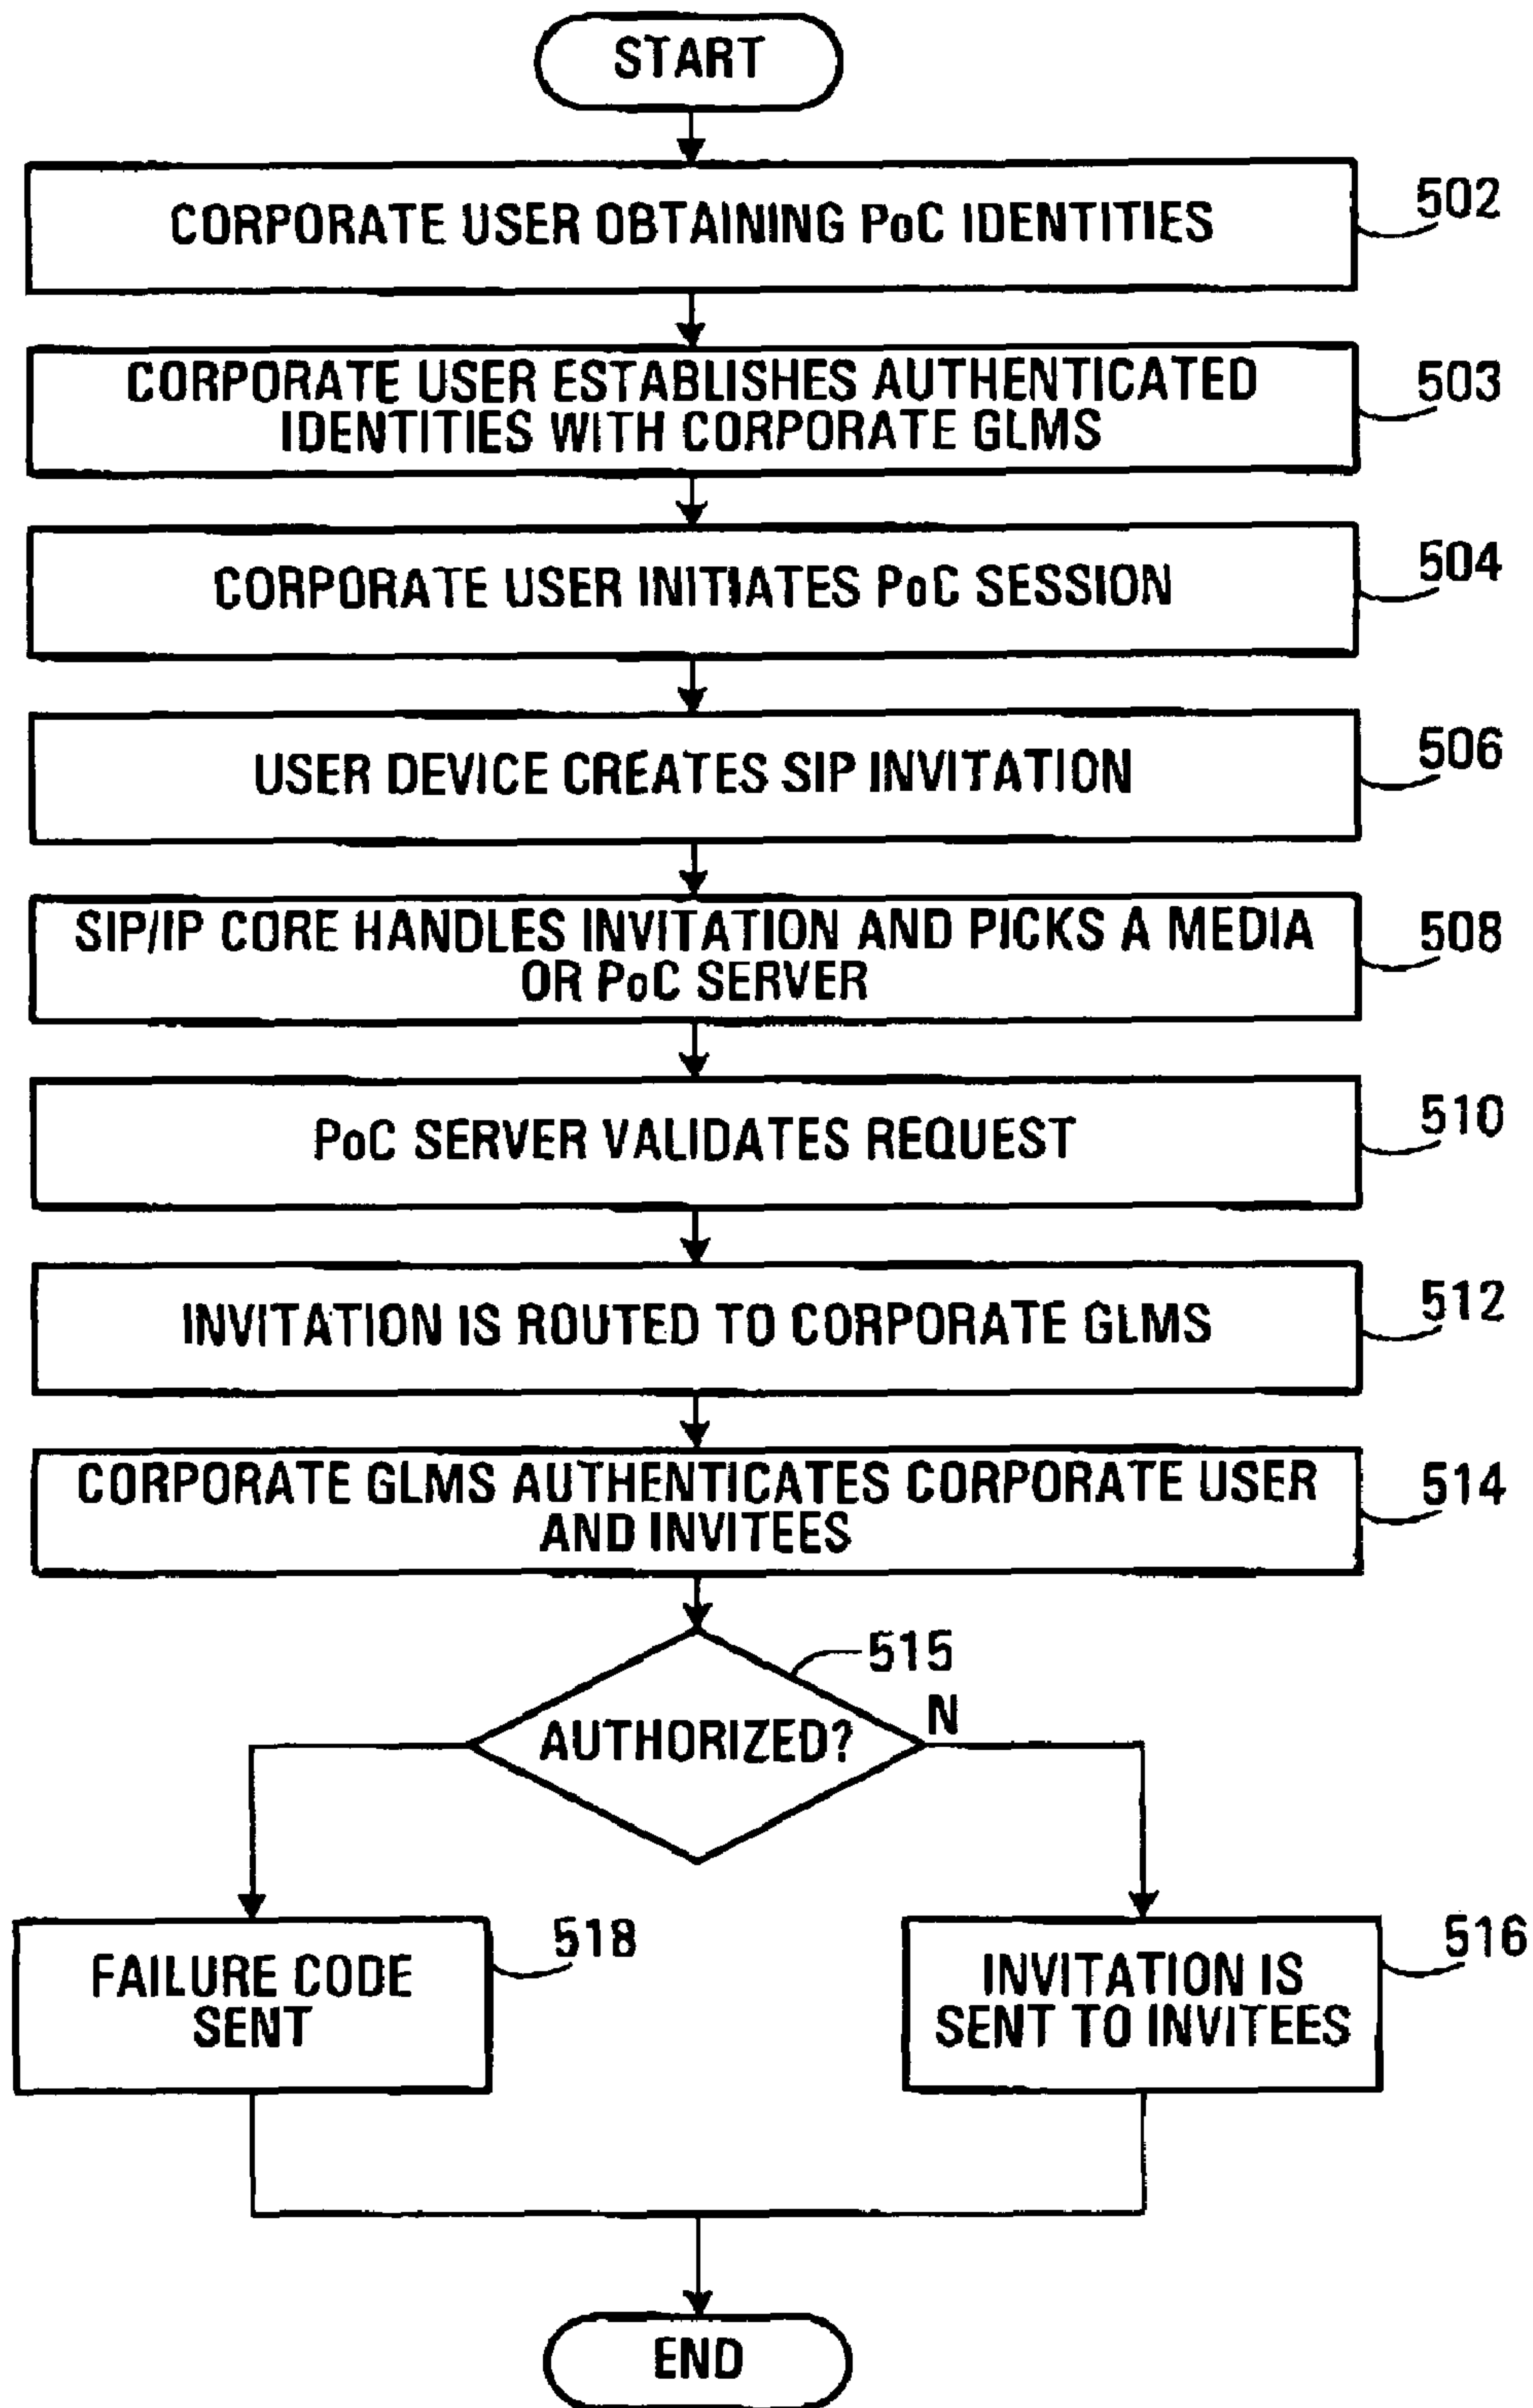 START
CORPORATE USER OBTAINING PoC IDENTITIES
502
CORPORATE USER ESTABLISHES AUTHENTICATED
IDENTITIES WITH CORPORATE GLMS
503
CORPORATE USER INITIATES PoC SESSION
504
USER DEVICE CREATES SIP INVITATION
506
SIP/IP CORE HANDLES INVITATION AND PICKS A MEDIA
OR PoC SERVER
508
PoC SERVER VALIDATES REQUEST
510
INVITATION IS ROUTED TO CORPORATE GLMS
512
CORPORATE GLMS AUTHENTICATES CORPORATE USER
AND INVITEES
514
515
AUTHORIZED?
N
FAILURE CODE
SENT
518
INVITATION IS
SENT TO INVITEES
516
END